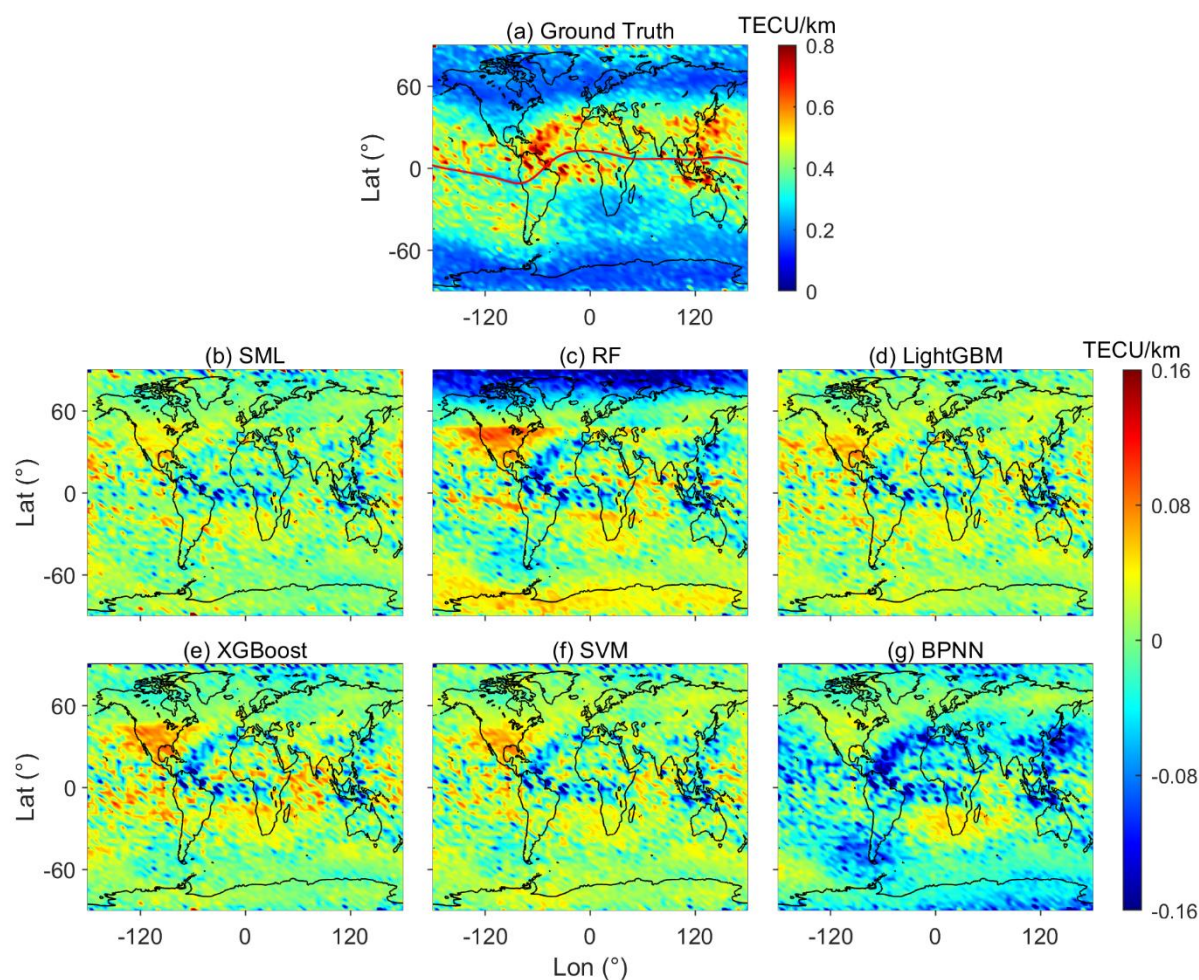 (a) Ground Truth
TECU/km
0.8
0.6
0.4
0.2
0
Lat (°)
60
0
-60
-120 0 120
(b) SML
(c) RF
(d) LightGBM
TECU/km
0.16
0.08
0
-0.08
-0.16
Lat (°)
60
0
-60
(e) XGBoost
(f) SVM
(g) BPNN
Lat (°)
60
0
-60
-120 0 120
-120 0 120
-120 0 120
Lon (°)